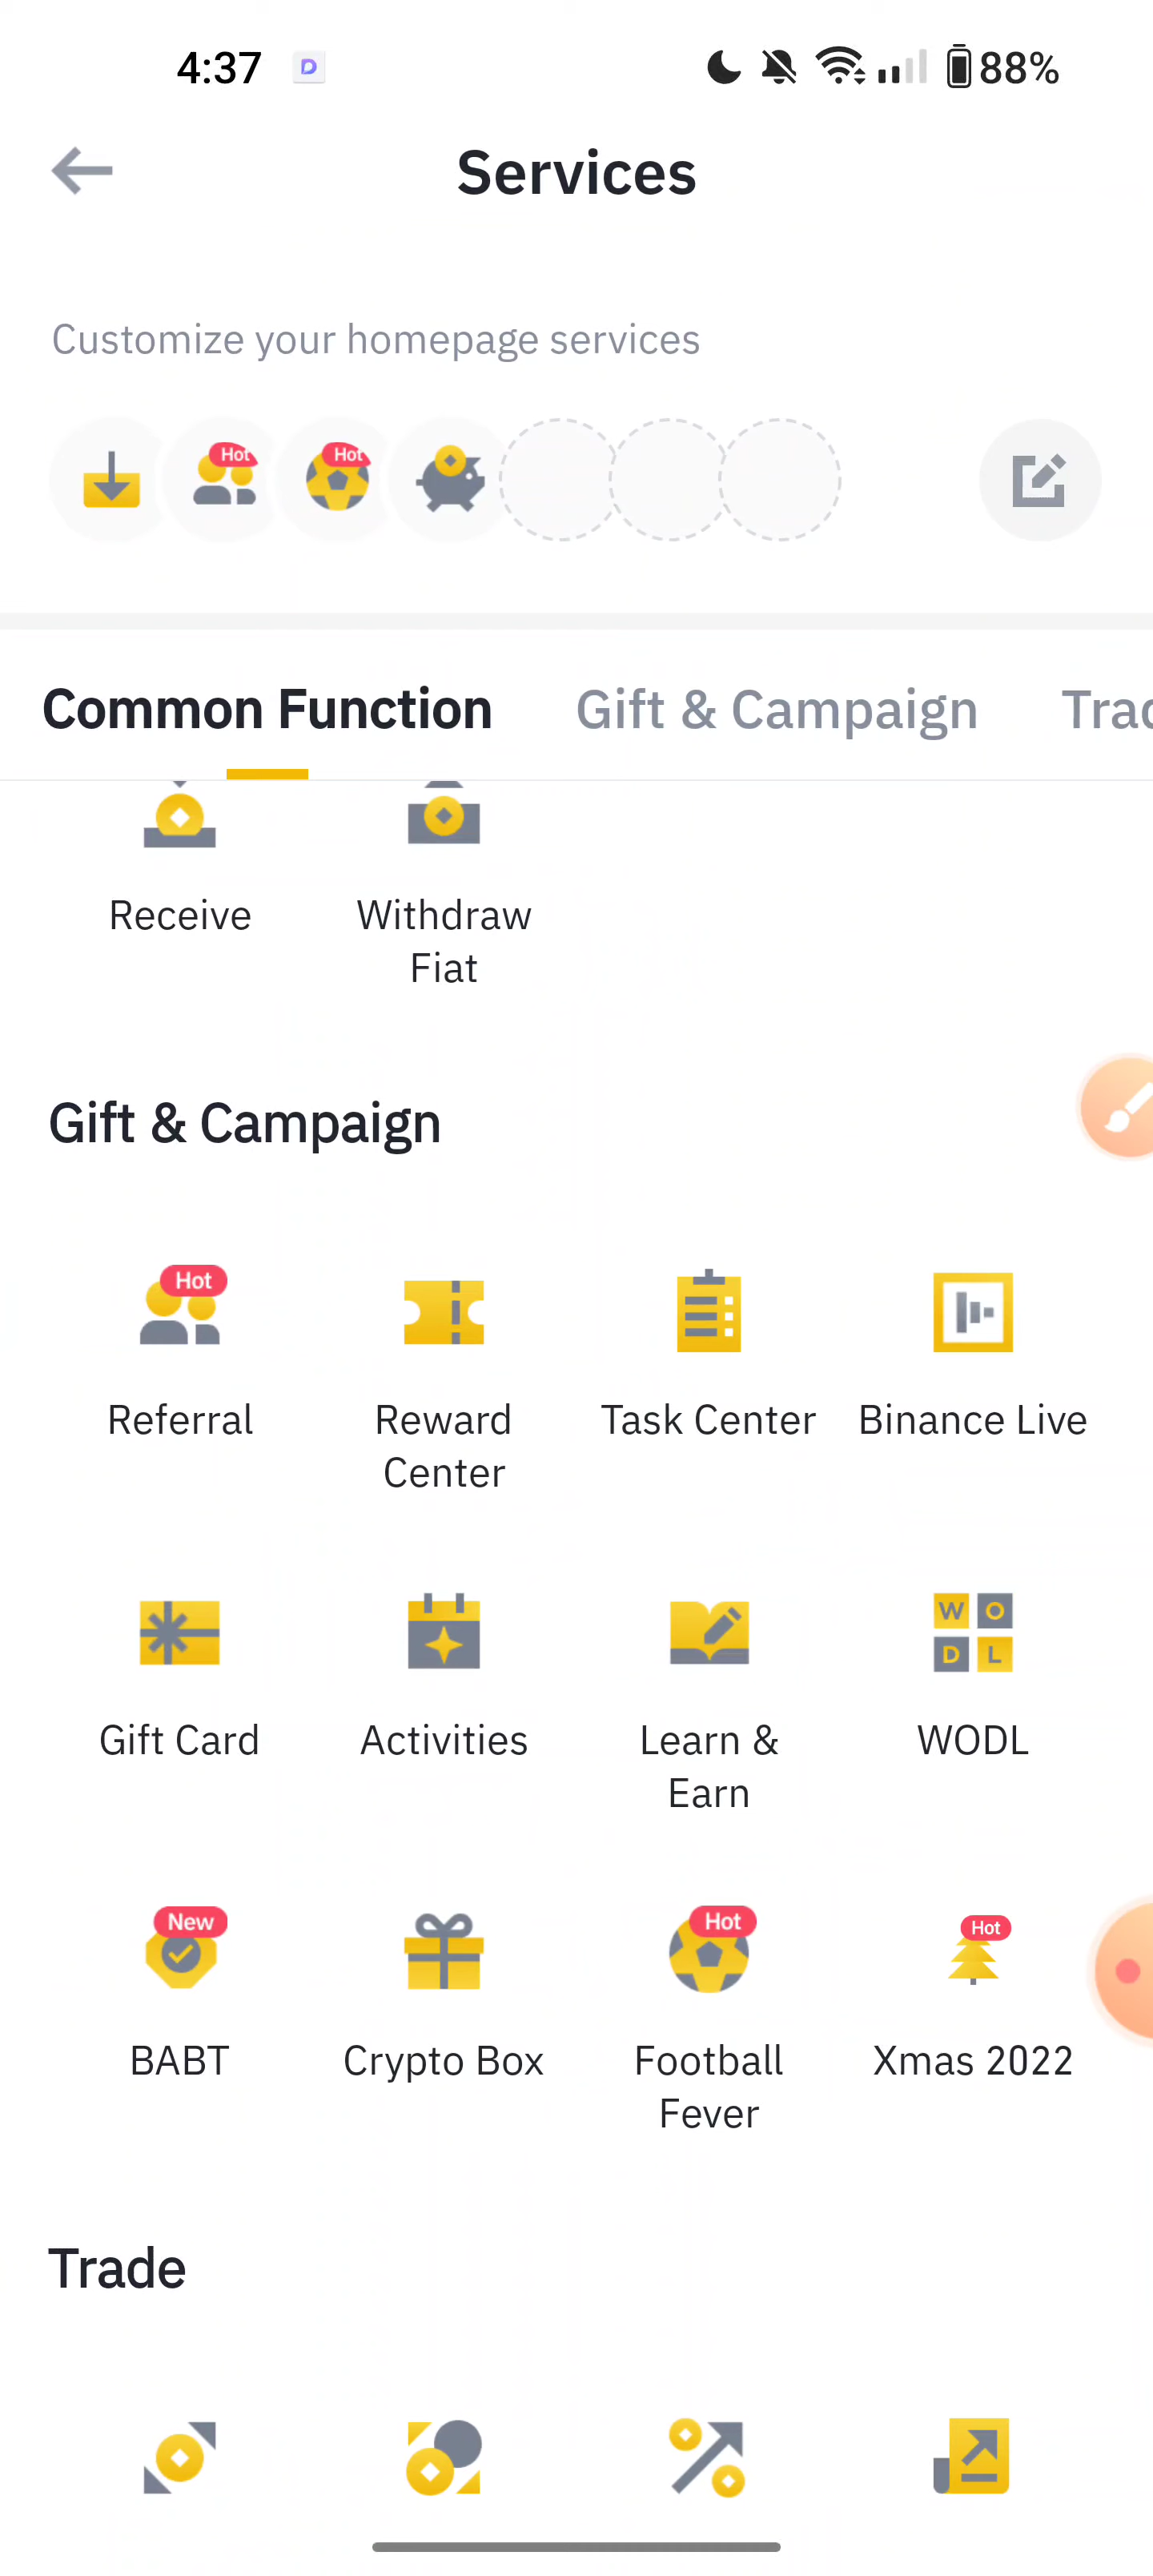 4:37
88%
Services
Customize your homepage services
Hot
Hot
Common Function
Gift & Campaign
Receive
Withdraw
Fiat
Gift & Campaign
Hot
Referral
Reward
Center
Task Center
Binance Live
Gift Card
Activities
Learn &
Earn
W O
D L
WODL
New
BABT
Crypto Box
Hot
Football
Fever
Hot
Xmas 2022
Trade